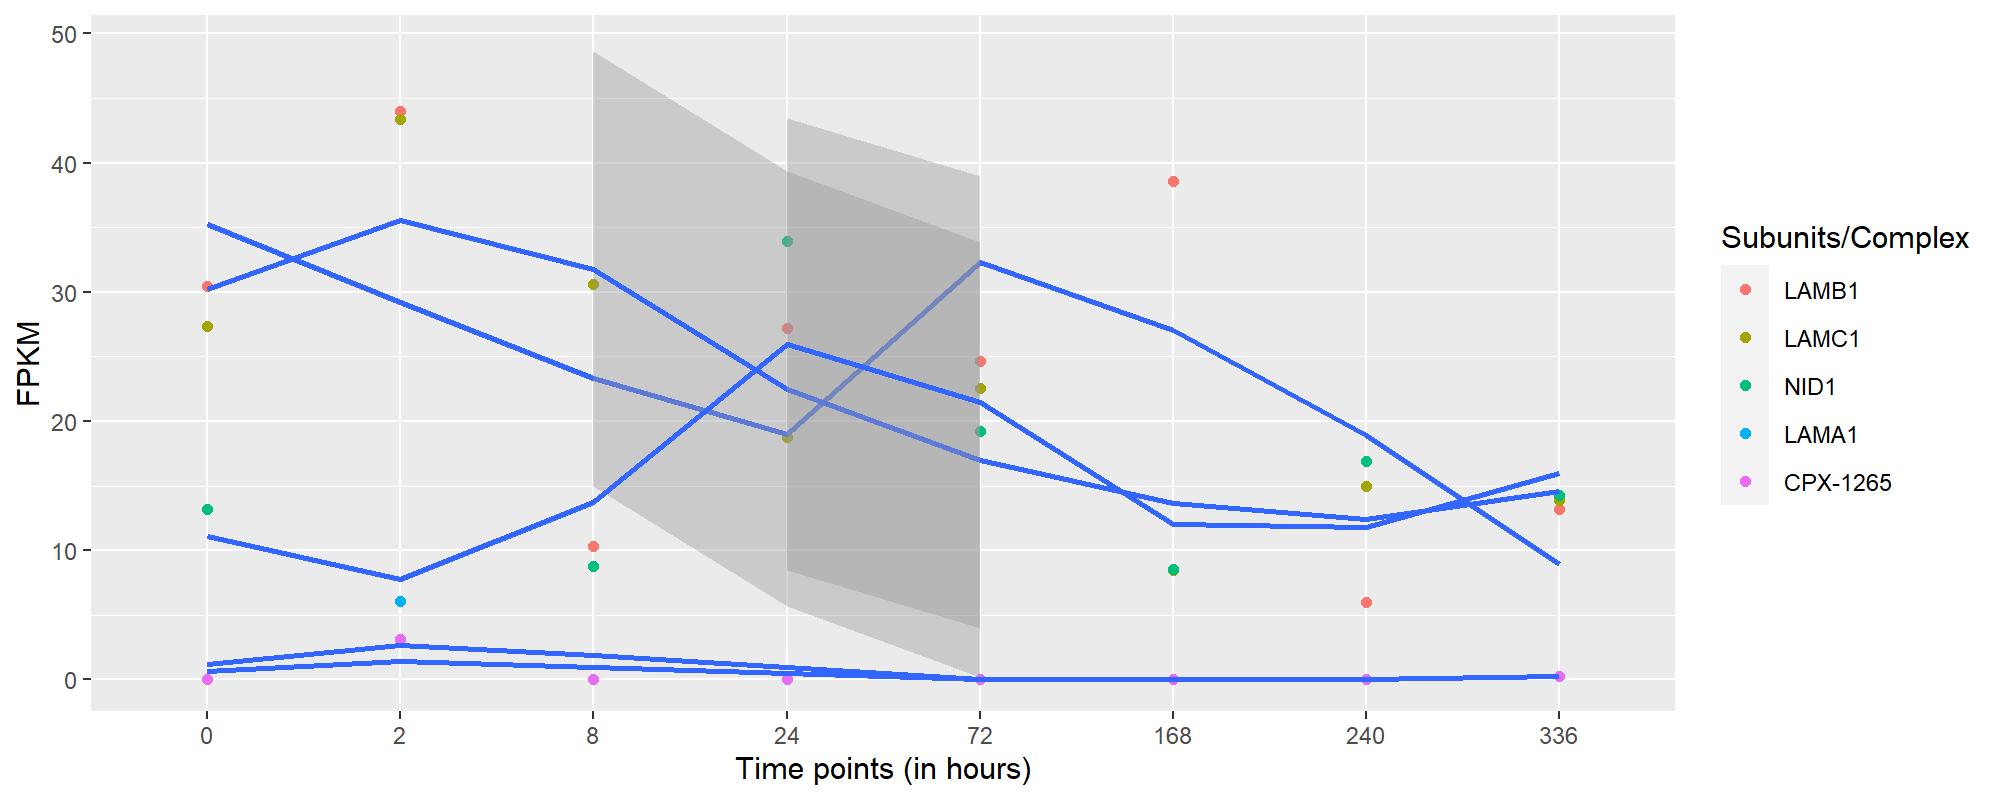 50
40
30
20
10
0
FPKM
0 2 8 24 72 168 240 336
Time points (in hours)
Subunits/Complex
LAMB1
LAMC1
NID1
LAMA1
CPX-1265